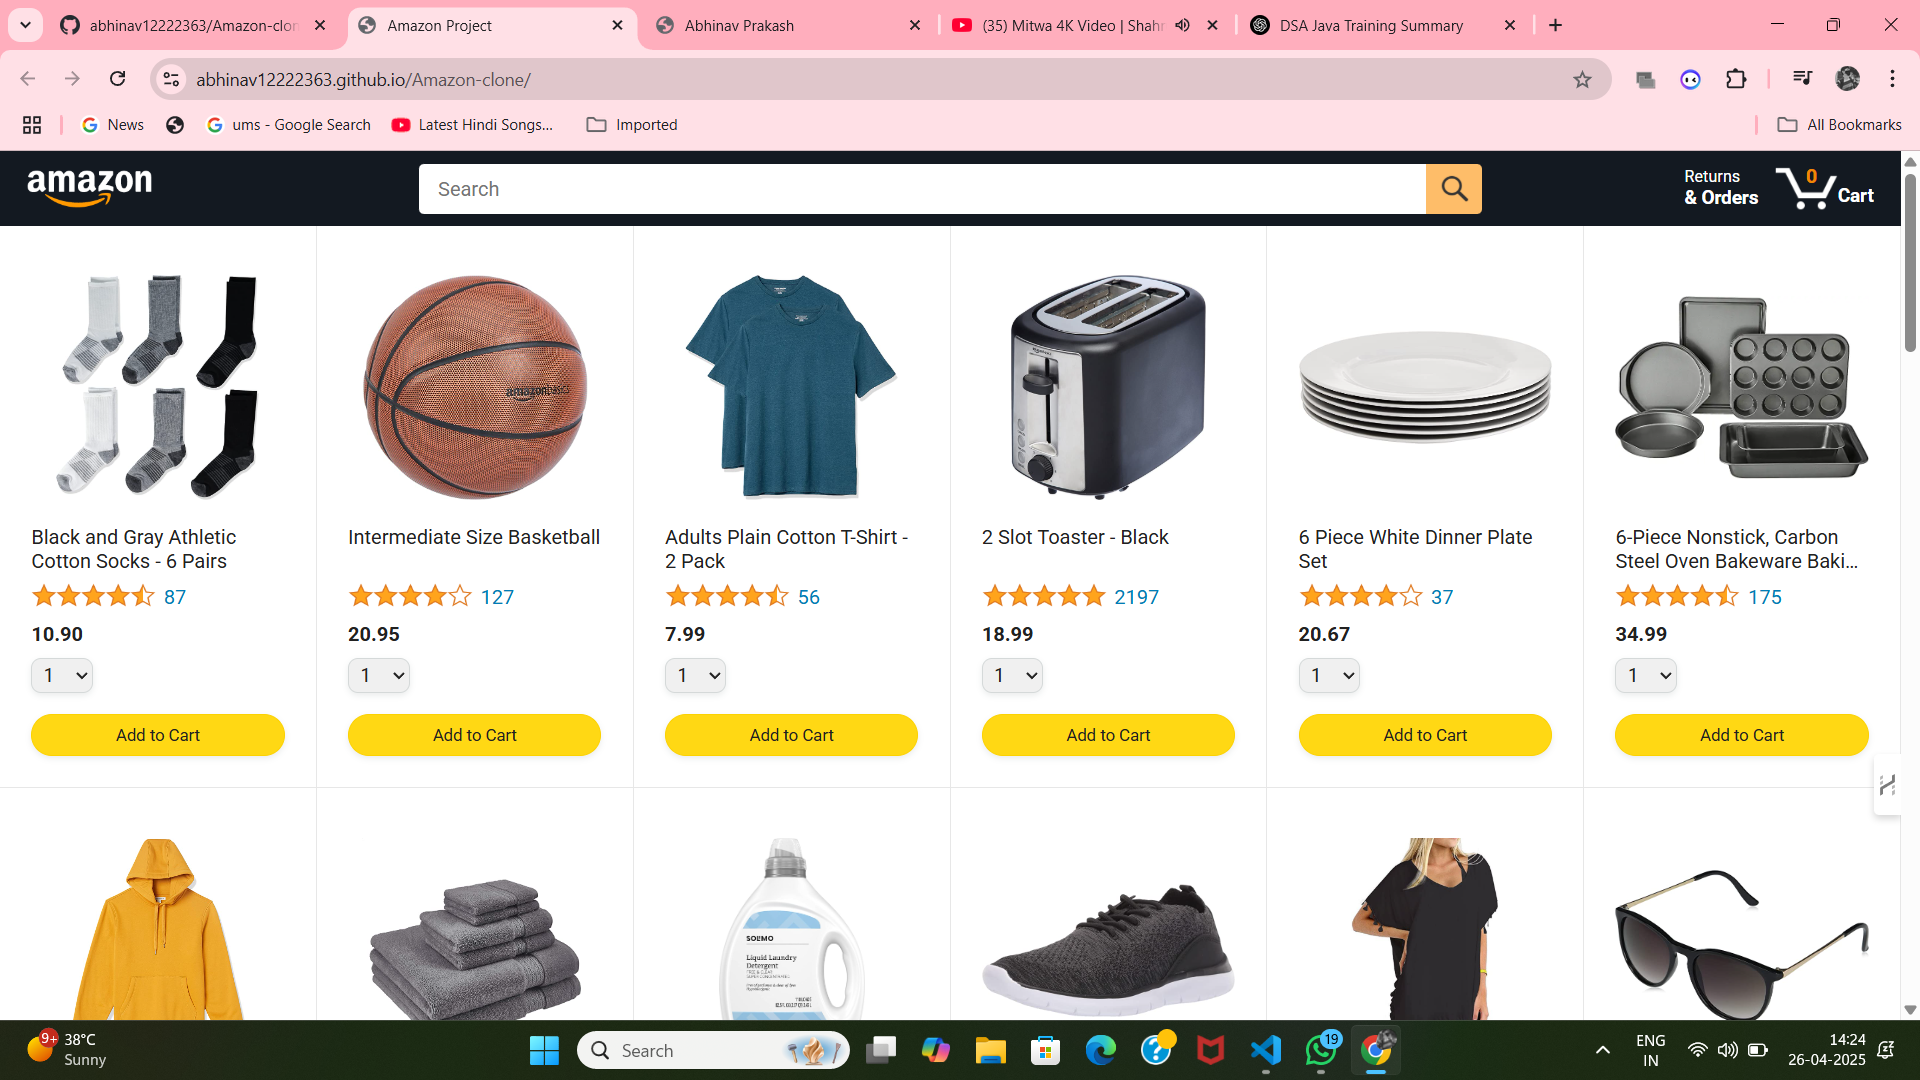 abhinav12222363/Amazon-clon
Amazon Project
Abhinav Prakash
(35) Mitwa 4K Video | Shahr
DSA Java Training Summary
abhinav12222363.github.io/Amazon-clone/
News
ums - Google Search
Latest Hindi Songs...
Imported
All Bookmarks
amazon
Search
Returns
& Orders
0
Cart
Black and Gray Athletic
Cotton Socks - 6 Pairs
87
10.90
1
Add to Cart
Intermediate Size Basketball
127
20.95
1
Add to Cart
Adults Plain Cotton T-Shirt -
2 Pack
56
7.99
1
Add to Cart
2 Slot Toaster - Black
2197
18.99
1
Add to Cart
6 Piece White Dinner Plate
Set
37
20.67
1
Add to Cart
6-Piece Nonstick, Carbon
Steel Oven Bakeware Baki...
175
34.99
1
Add to Cart
SOLIMO
Liquid Laundry
Detergent
9+
38°C
Sunny
Search
19
ENG
IN
14:24
26-04-2025